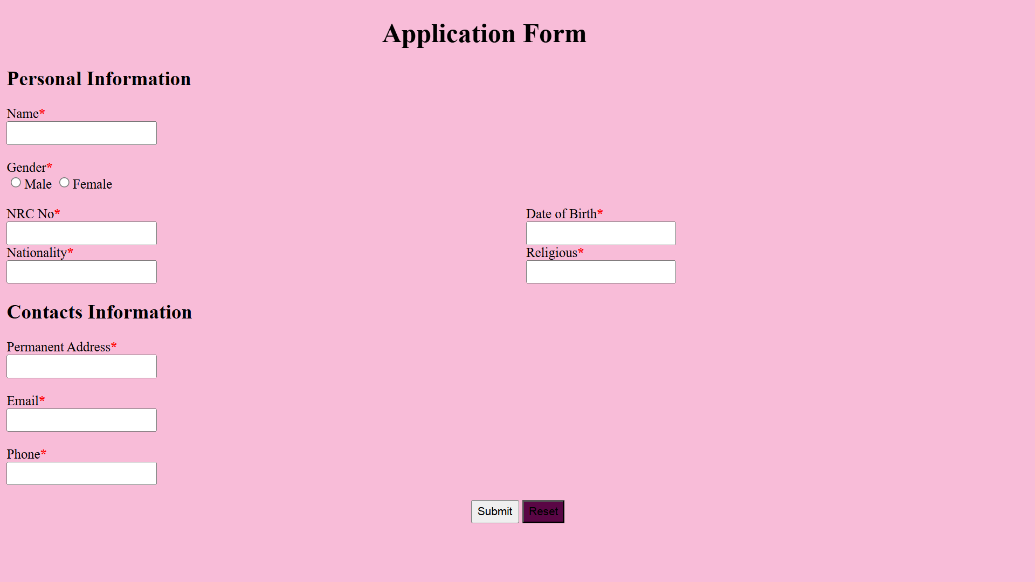 Application Form
Personal Information
Name*
Gender*
Male Female
NRC No* Date of Birth*
Nationality* Religious*
Contacts Information
Permanent Address*
Email*
Phone*
Submit Reset